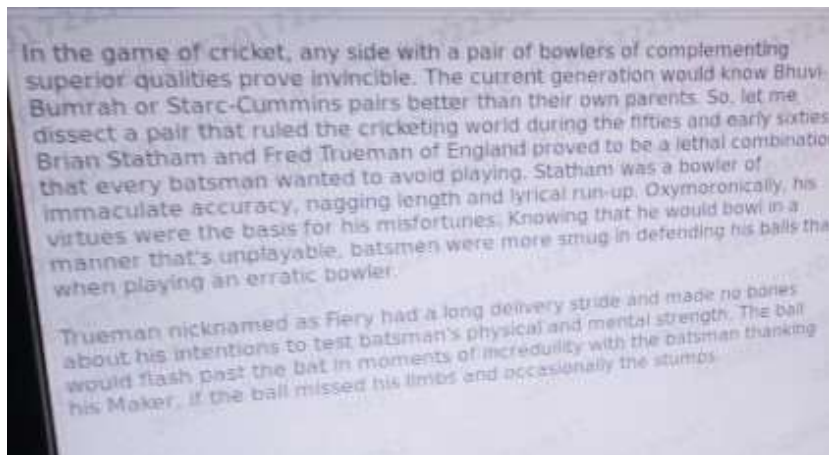 In the game of cricket, any side with a pair of bowlers of complementing
superior qualities prove invincible. The current generation would know Bhuvi-
Bumrah or Starc-Cummins pairs better than their own parents. So, let me
dissect a pair that ruled the cricketing world during the fifties and early sixties
Brian Statham and Fred Trueman of England proved to be a lethal combinatio
that every batsman wanted to avoid playing. Statham was a bowler of
immaculate accuracy, nagging length and lyrical run-up. Oxymoronically, his
virtues were the basis for his misfortunes. Knowing that he would bowl in a
manner that's unplayable, batsmen were more smug in defending his balls tha
when playing an erratic bowler.
Trueman nicknamed as Fiery had a long delivery stride and made no bones
about his intentions to test batsman's physical and mental strength. The ball
would flash past the bat in moments of incredulity with the batsman thanking
his Maker, if the ball missed his limbs and occasionally the stumps